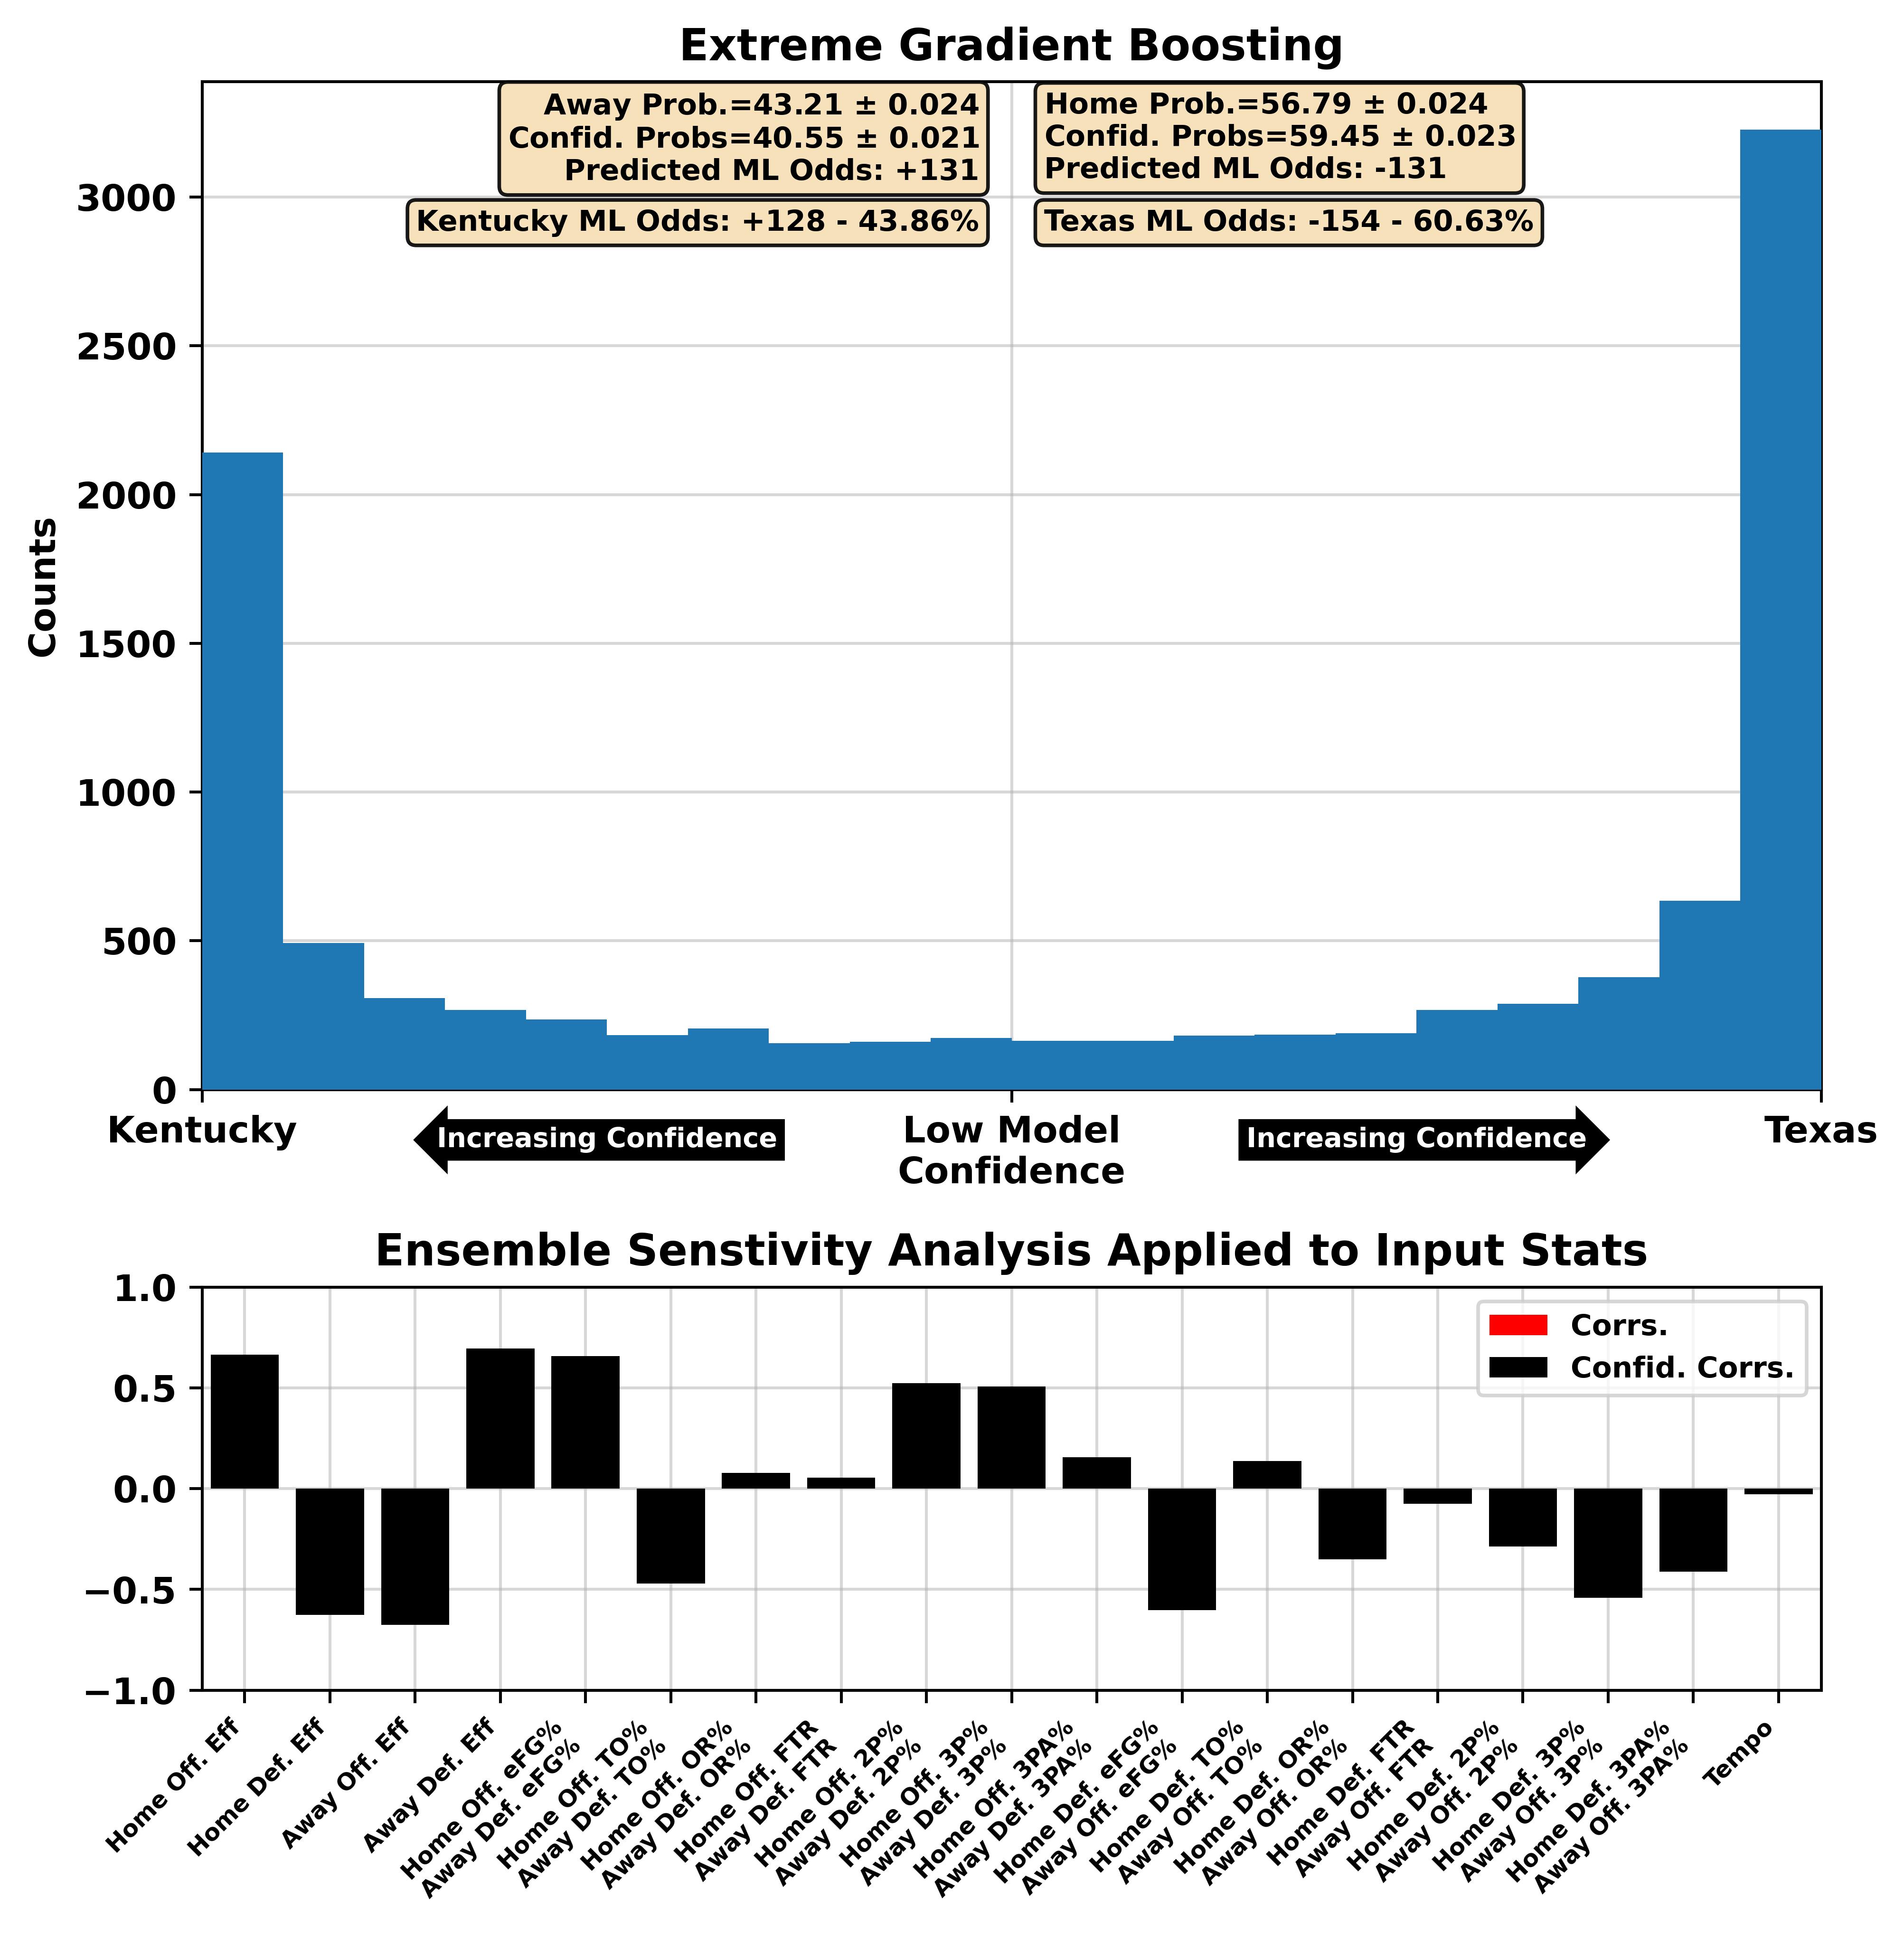 Extreme Gradient Boosting
Away Prob.=43.21 ± 0.024
Confid. Probs=40.55 ± 0.021
Predicted ML Odds: +131
Home Prob.=56.79 ± 0.024
Confid. Probs=59.45 ± 0.023
Predicted ML Odds: -131
Kentucky ML Odds: +128 - 43.86%
Texas ML Odds: -154 - 60.63%
Counts
3000
2500
2000
1500
1000
500
0
Kentucky
Increasing Confidence
Low Model
Confidence
Increasing Confidence
Texas
Ensemble Senstivity Analysis Applied to Input Stats
1.0
0.5
0.0
−0.5
−1.0
Corrs.
Confid. Corrs.
Home Off. Eff
Home Def. Eff
Away Off. Eff
Away Def. Eff
Home Off. eFG%
Away Def. eFG%
Home Off. TO%
Away Def. TO%
Home Off. OR%
Away Def. OR%
Home Off. FTR
Away Def. FTR
Home Off. 2P%
Away Def. 2P%
Home Off. 3P%
Away Def. 3P%
Home Off. 3PA%
Away Def. 3PA%
Home Def. eFG%
Away Off. eFG%
Home Def. TO%
Away Off. TO%
Home Def. OR%
Away Off. OR%
Home Def. FTR
Away Off. FTR
Home Def. 2P%
Away Off. 2P%
Home Def. 3P%
Away Off. 3P%
Home Def. 3PA%
Away Off. 3PA%
Tempo